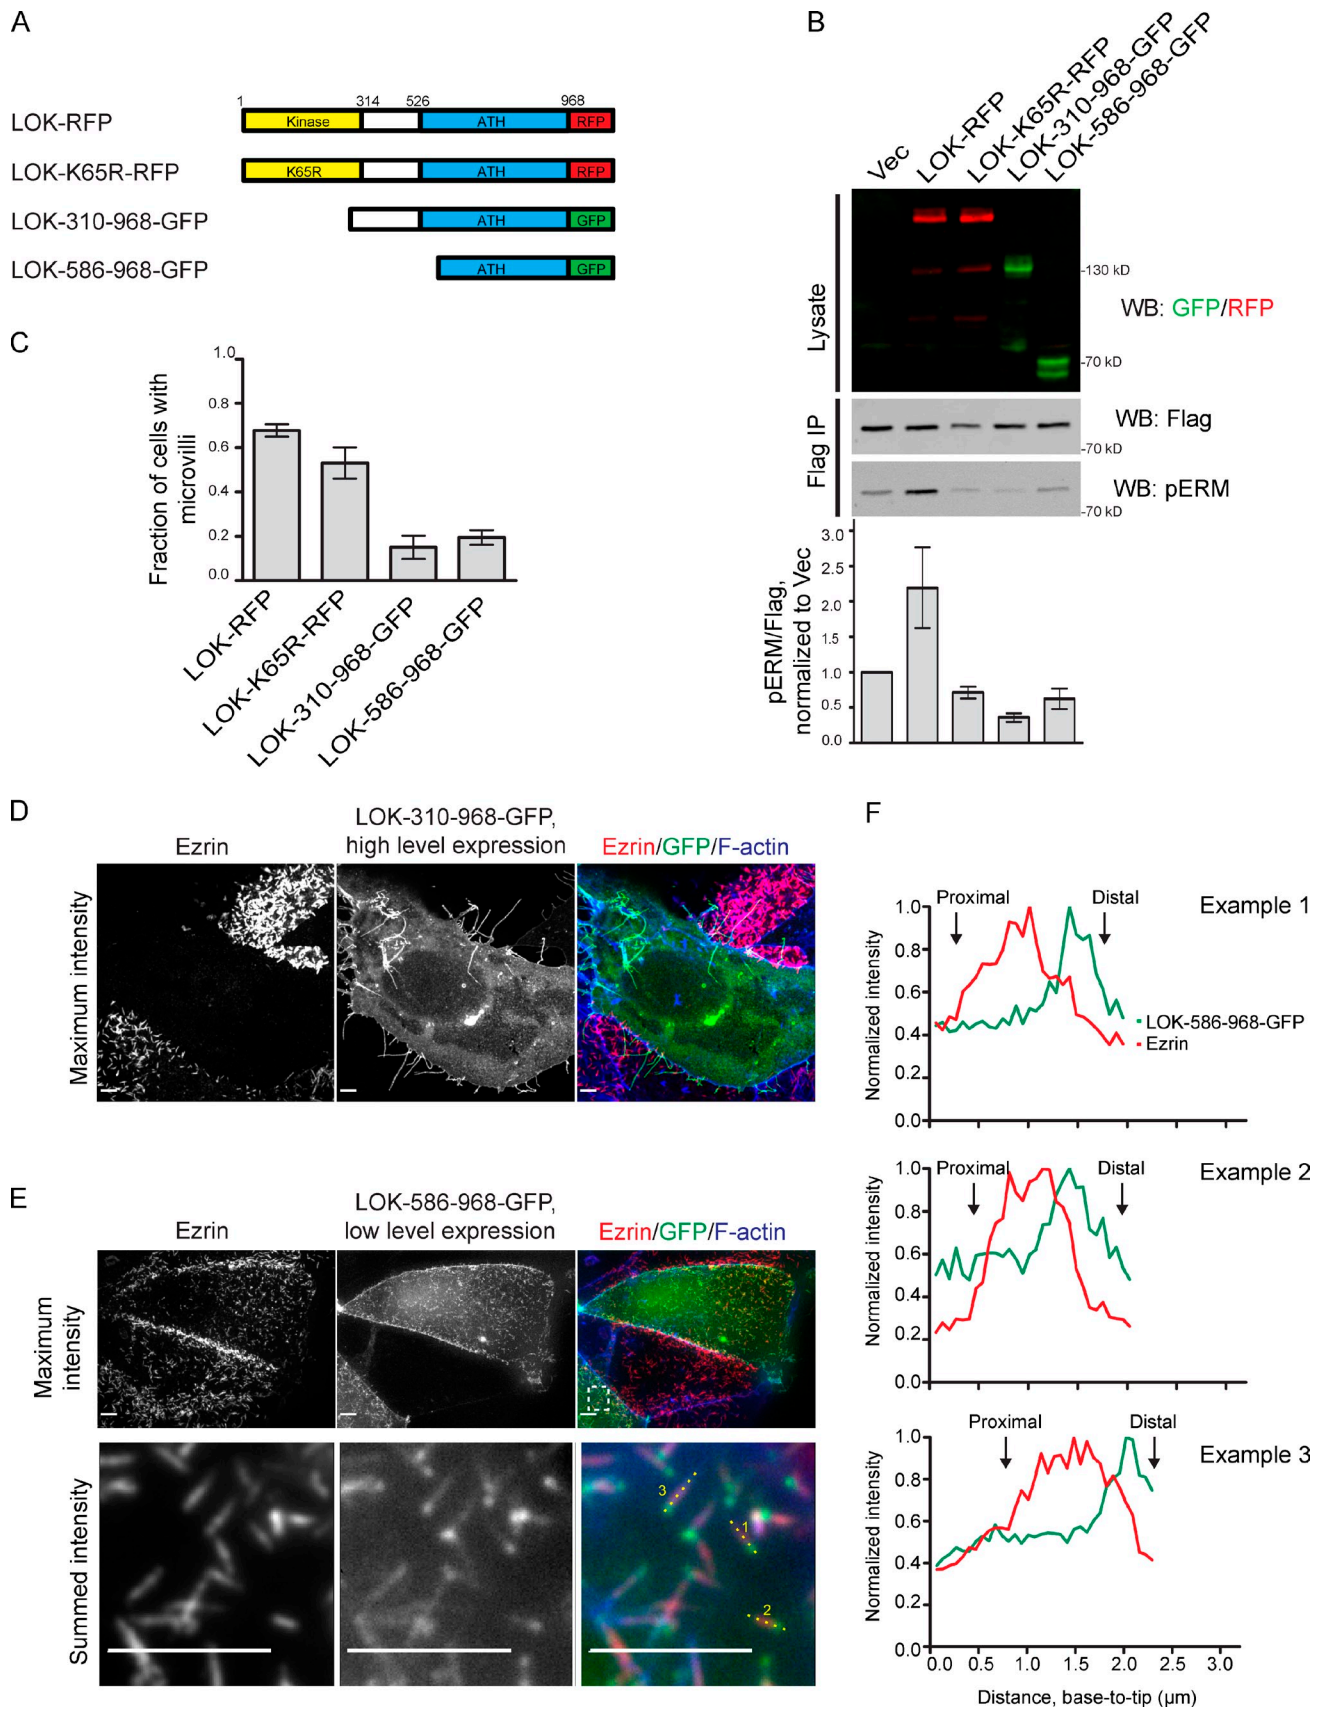 A
1 314 526 968
LOK-RFP
Kinase ATH RFP
LOK-K65R-RFP
K65R ATH RFP
LOK-310-968-GFP
ATH GFP
LOK-586-968-GFP
ATH GFP
B
Vec
LOK-RFP
LOK-K65R-RFP
LOK-310-968-GFP
LOK-586-968-GFP
Lysate
-130 kD
-70 kD
WB: GFP/RFP
Flag IP
WB: Flag
-70 kD
WB: pERM
-70 kD
pERM/Flag,
normalized to Vec
3.0
2.5
2.0
1.5
1.0
0.5
0.0
C
Fraction of cells with
microvilli
1.0
0.8
0.6
0.4
0.2
0.0
LOK-RFP
LOK-K65R-RFP
LOK-310-968-GFP
LOK-586-968-GFP
D
Ezrin
LOK-310-968-GFP,
high level expression
Ezrin/GFP/F-actin
Maximum intensity
E
Ezrin
LOK-586-968-GFP,
low level expression
Ezrin/GFP/F-actin
Maximum
intensity
Summed intensity
3
1
2
F
Proximal Distal Example 1
Normalized intensity
1.0
0.8
0.6
0.4
0.2
0.0
LOK-586-968-GFP
Ezrin
Proximal Distal Example 2
Normalized intensity
1.0
0.8
0.6
0.4
0.2
0.0
Proximal Distal Example 3
Normalized intensity
1.0
0.8
0.6
0.4
0.2
0.0
0.0 0.5 1.0 1.5 2.0 2.5 3.0
Distance, base-to-tip (µm)